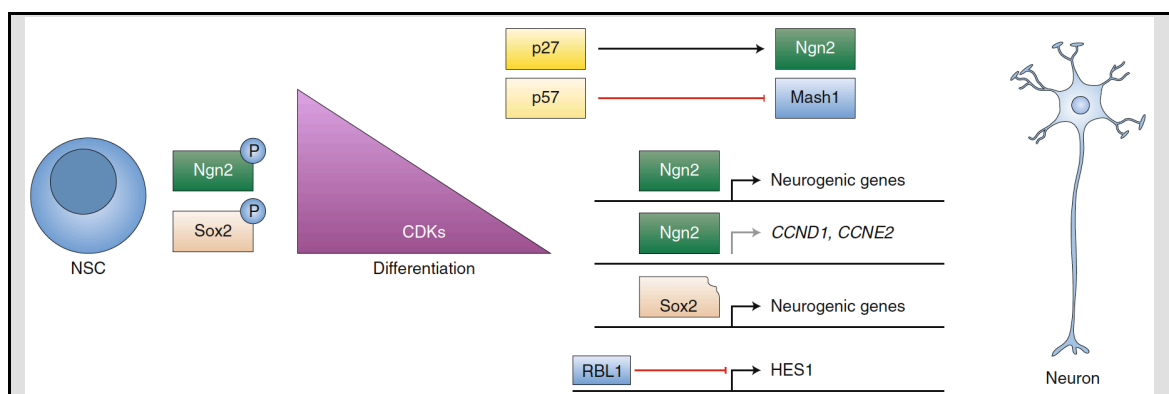 p27
Ngn2
p57
Mash1
P
Ngn2
P
Sox2
NSC
CDKs
Differentiation
Ngn2
Neurogenic genes
Ngn2
CCND1, CCNE2
Sox2
Neurogenic genes
RBL1
HES1
Neuron